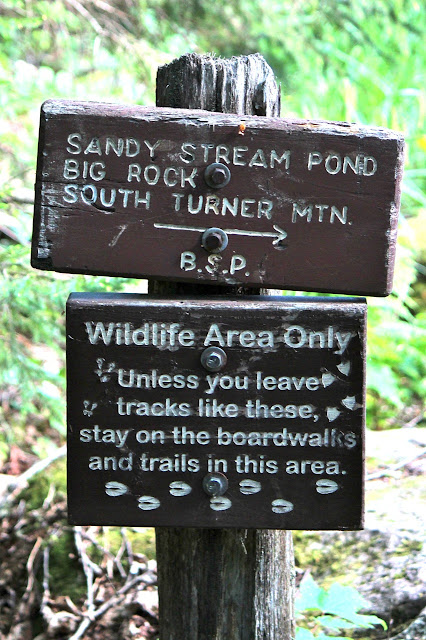 SANDY STREAM POND
BIG ROCK
SOUTH TURNER MTN.
B.S.P.
Wildlife Area Only
Unless you leave
tracks like these,
stay on the boardwalks
and trails in this area.